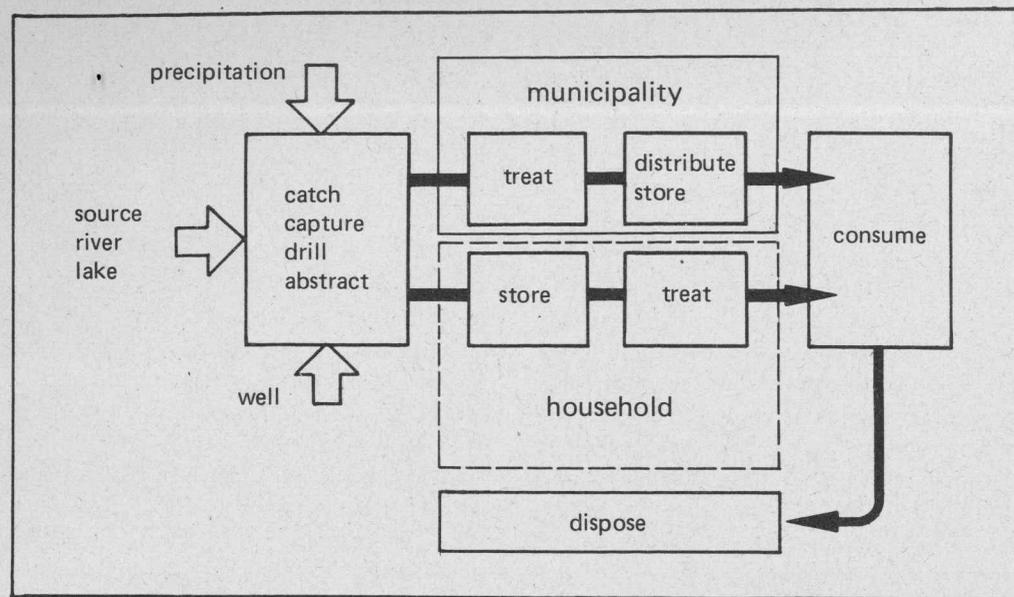 precipitation
municipality
source
river
lake
catch
capture
drill
abstract
treat
distribute
store
consume
store
treat
well
household
dispose